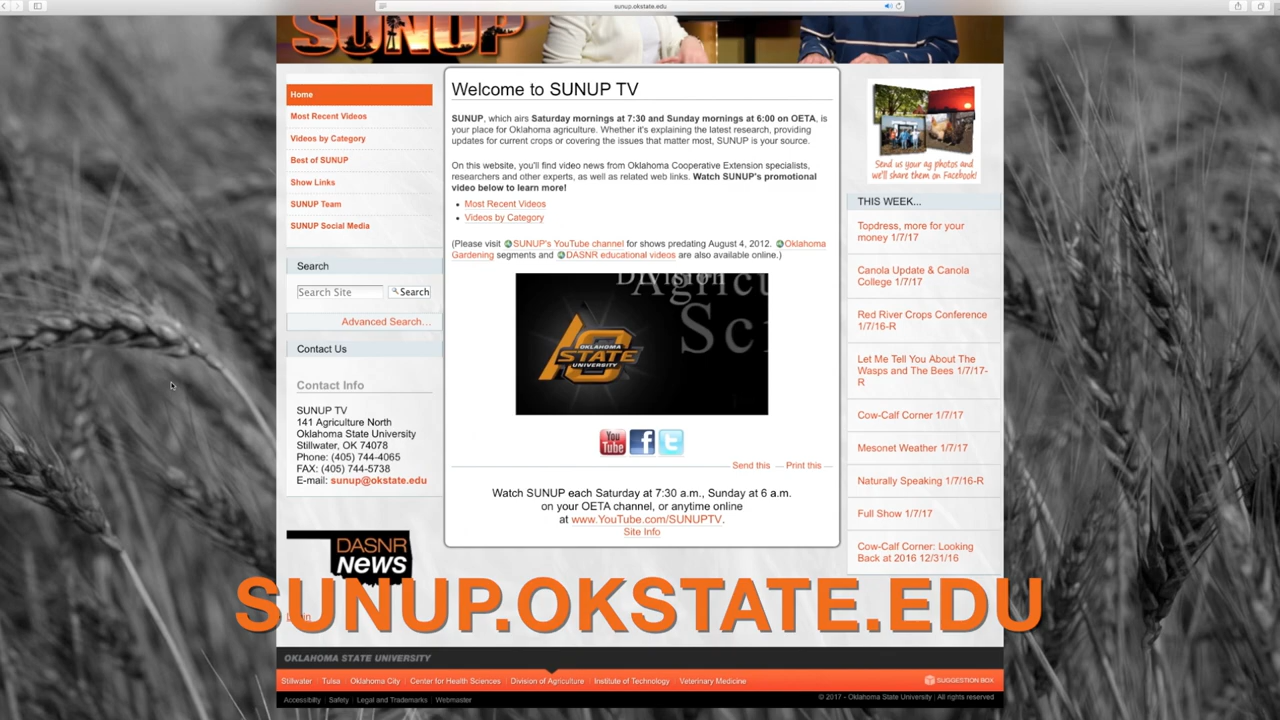 sunup.okstate.edu
SUNUP
Home
Most Recent Videos
Videos by Category
Best of SUNUP
Show Links
SUNUP Team
SUNUP Social Media
Search
Search Site
Search
Advanced Search…
Contact Us
Contact Info
SUNUP TV
141 Agriculture North
Oklahoma State University
Stillwater, OK 74078
Phone: (405) 744-4065
FAX: (405) 744-5738
E-mail: sunup@okstate.edu
DASNR
News
Welcome to SUNUP TV
SUNUP, which airs Saturday mornings at 7:30 and Sunday mornings at 6:00 on OETA, is
your place for Oklahoma agriculture. Whether it's explaining the latest research, providing
updates for current crops or covering the issues that matter most, SUNUP is your source.
On this website, you'll find video news from Oklahoma Cooperative Extension specialists,
researchers and other experts, as well as related web links. Watch SUNUP's promotional
video below to learn more!
• Most Recent Videos
• Videos by Category
(Please visit SUNUP's YouTube channel for shows predating August 4, 2012. Oklahoma
Gardening segments and DASNR educational videos are also available online.)
Division
Agricu
Sci
OKLAHOMA
STATE
UNIVERSITY
You
Tube
Send this — Print this
Watch SUNUP each Saturday at 7:30 a.m., Sunday at 6 a.m.
on your OETA channel, or anytime online
at www.YouTube.com/SUNUPTV.
Site Info
Send us your ag photos and
we'll share them on Facebook!
THIS WEEK...
Topdress, more for your
money 1/7/17
Canola Update & Canola
College 1/7/17
Red River Crops Conference
1/7/16-R
Let Me Tell You About The
Wasps and The Bees 1/7/17-
R
Cow-Calf Corner 1/7/17
Mesonet Weather 1/7/17
Naturally Speaking 1/7/16-R
Full Show 1/7/17
Cow-Calf Corner: Looking
Back at 2016 12/31/16
SUNUP.OKSTATE.EDU
OKLAHOMA STATE UNIVERSITY
Stillwater Tulsa Oklahoma City Center for Health Sciences Division of Agriculture Institute of Technology Veterinary Medicine
SUGGESTION BOX
Accessibility Safety Legal and Trademarks Webmaster
© 2017 - Oklahoma State University | All rights reserved